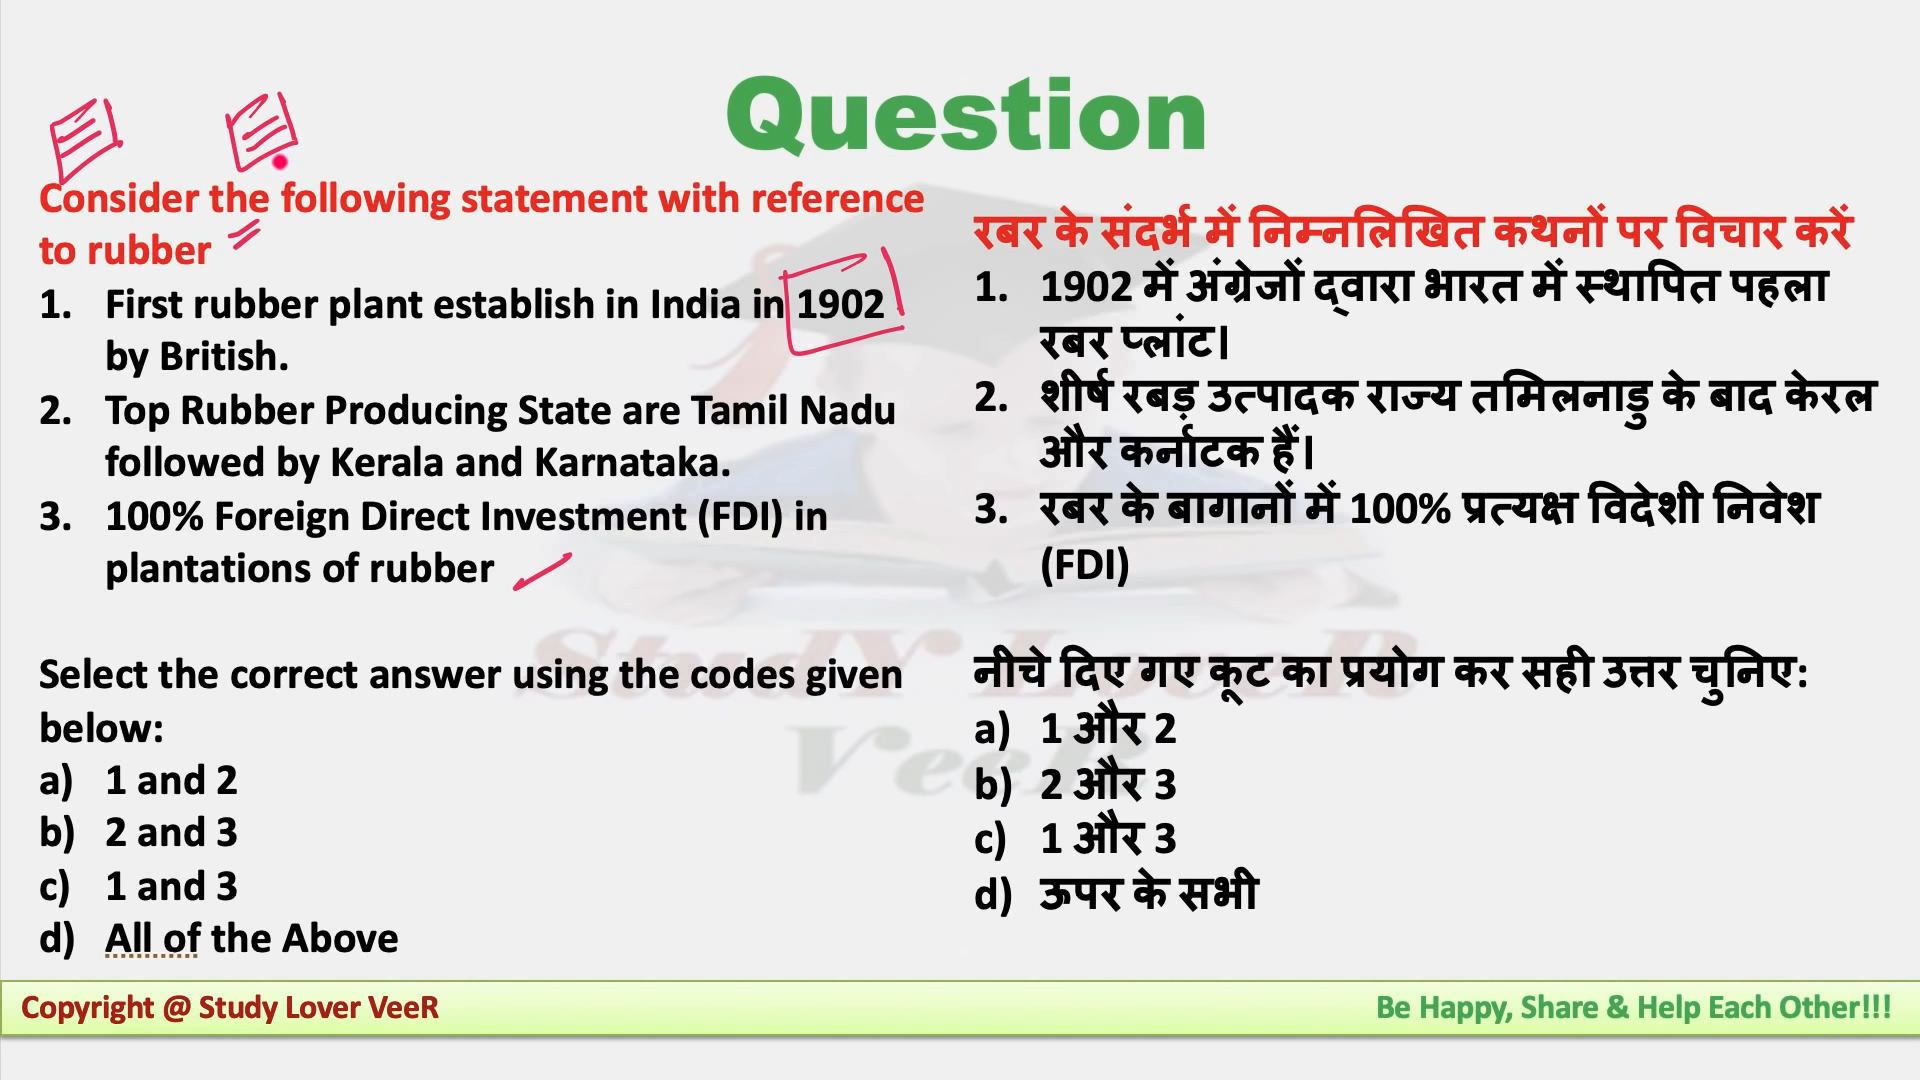 Question
Consider the following statement with reference
to rubber
1. First rubber plant establish in India in 1902
by British.
2. Top Rubber Producing State are Tamil Nadu
followed by Kerala and Karnataka.
3. 100% Foreign Direct Investment (FDI) in
plantations of rubber
Select the correct answer using the codes given
below:
a) 1 and 2
b) 2 and 3
c) 1 and 3
d) All of the Above
रबर के संदर्भ में निम्नलिखित कथनों पर विचार करें
1. 1902 में अंग्रेजों द्वारा भारत में स्थापित पहला
रबर प्लांट।
2. शीर्ष रबड़ उत्पादक राज्य तमिलनाडु के बाद केरल
और कर्नाटक हैं।
3. रबर के बागानों में 100% प्रत्यक्ष विदेशी निवेश
(FDI)
नीचे दिए गए कूट का प्रयोग कर सही उत्तर चुनिए:
a) 1 और 2
b) 2 और 3
c) 1 और 3
d) ऊपर के सभी
StudY LoveR
VeeR
Copyright @ Study Lover VeeR
Be Happy, Share & Help Each Other!!!